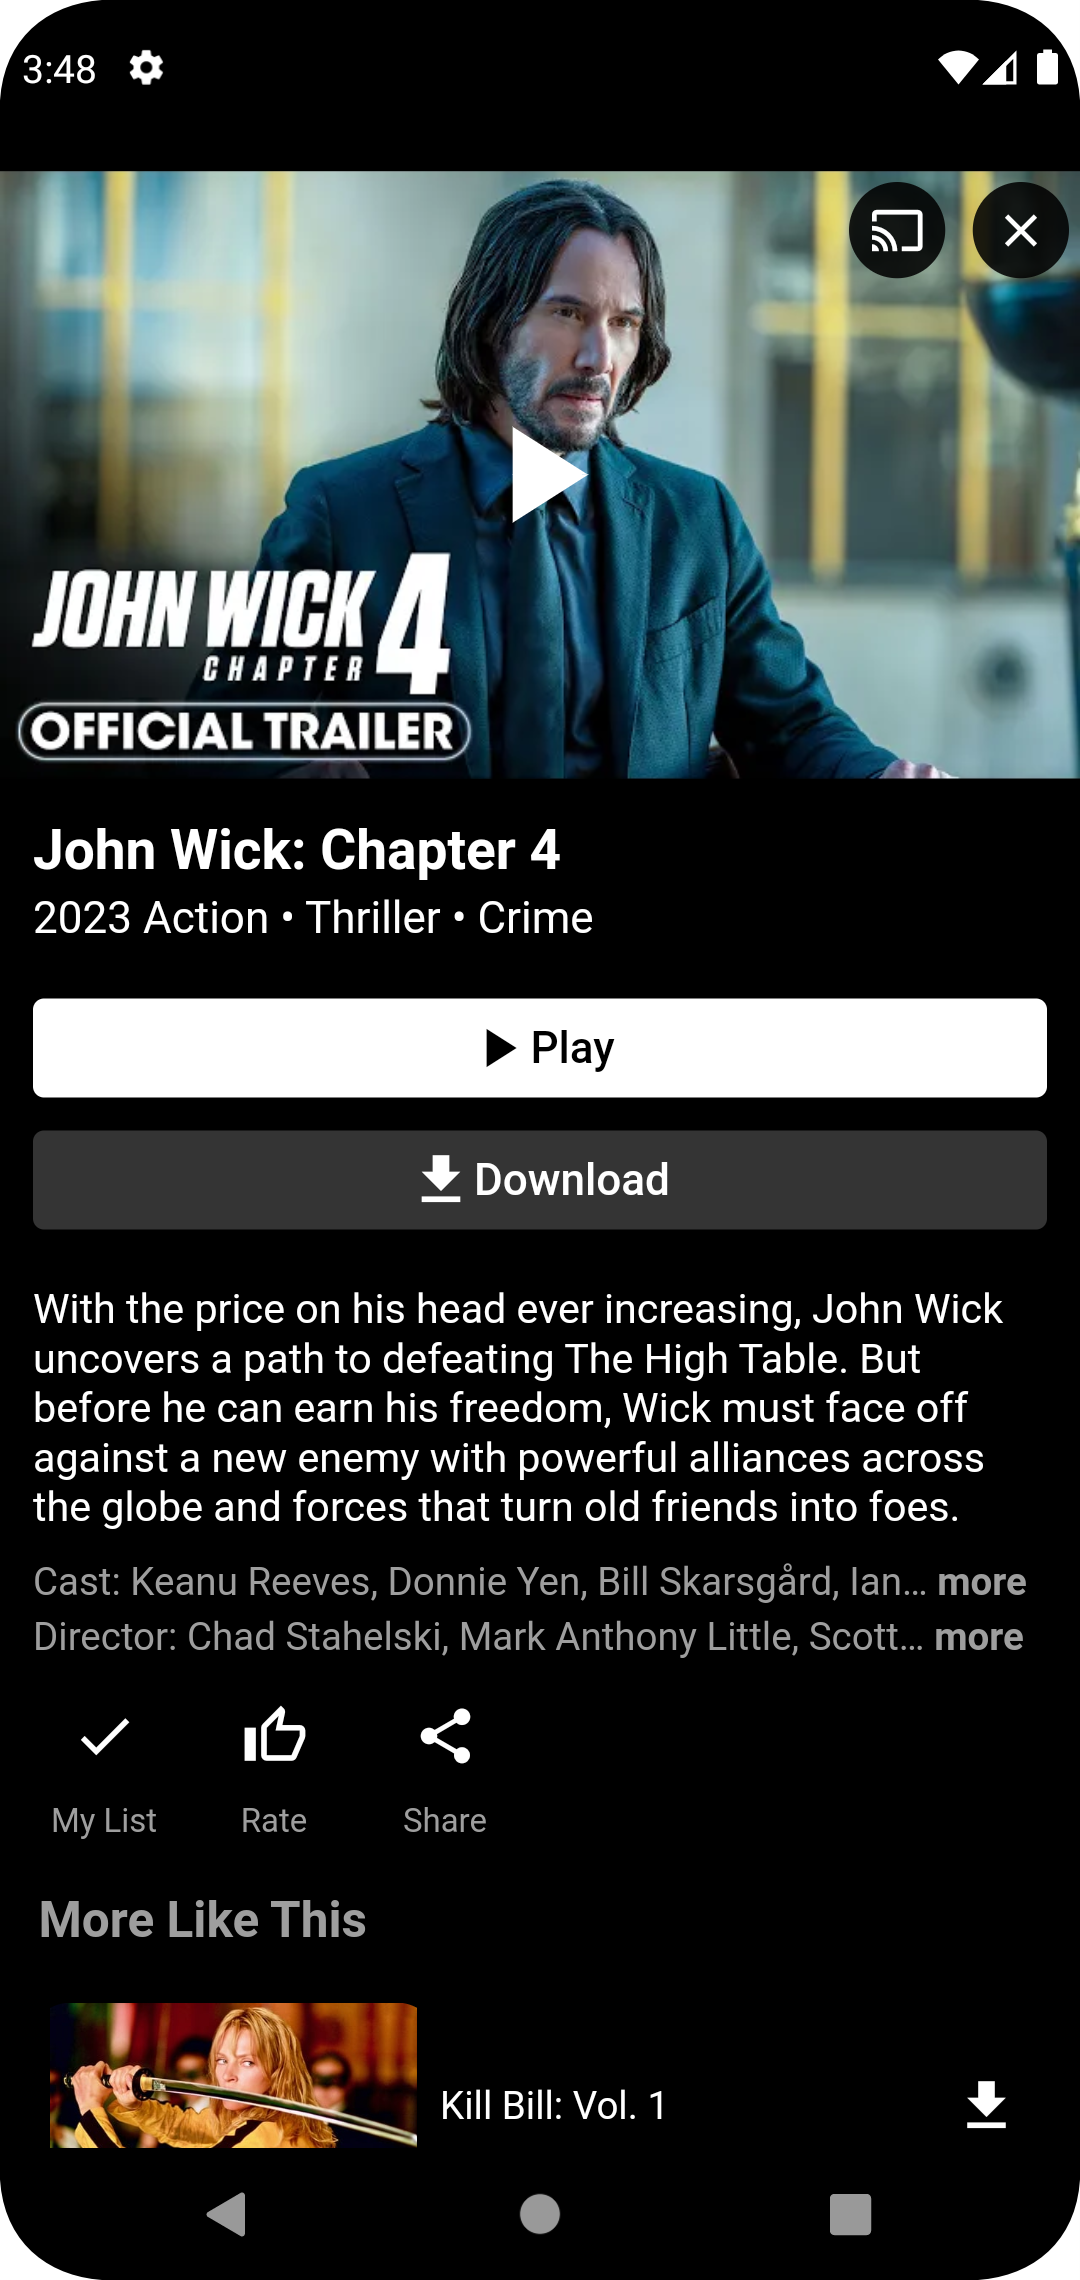 3:48
JOHN WICK 4
CHAPTER
OFFICIAL TRAILER
John Wick: Chapter 4
2023 Action • Thriller • Crime
Play
Download
With the price on his head ever increasing, John Wick
uncovers a path to defeating The High Table. But
before he can earn his freedom, Wick must face off
against a new enemy with powerful alliances across
the globe and forces that turn old friends into foes.
Cast: Keanu Reeves, Donnie Yen, Bill Skarsgård, Ian... more
Director: Chad Stahelski, Mark Anthony Little, Scott... more
My List Rate Share
More Like This
Kill Bill: Vol. 1